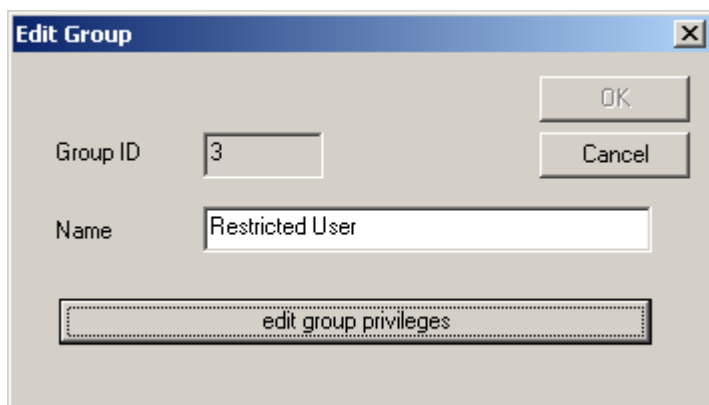 Edit Group
OK
Group ID 3
Cancel
Name Restricted User
edit group privileges